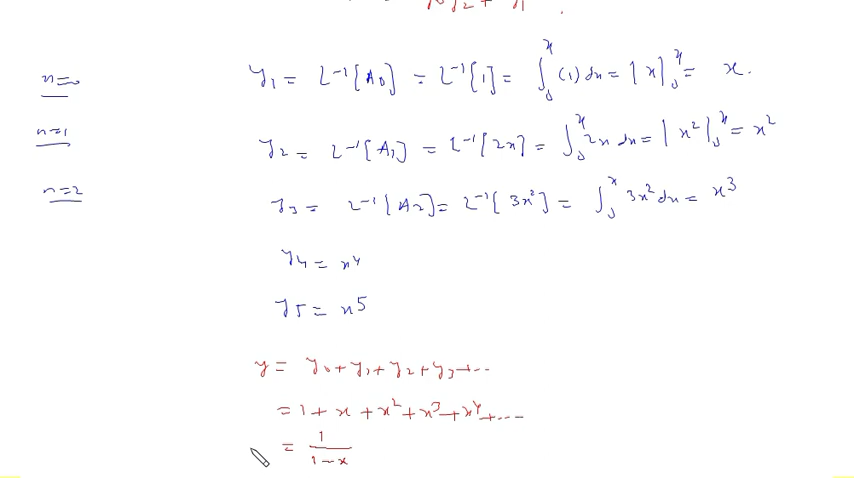 2y₀y₂ + y₁².
n=0 y₁ = L⁻¹[A₀] = L⁻¹[1] = ∫₀ˣ (1) dx = |x|₀ˣ = x.
n=1 y₂ = L⁻¹[A₁] = L⁻¹[2x] = ∫₀ˣ 2x dx = |x²|₀ˣ = x²
n=2 y₃ = L⁻¹[A₂] = L⁻¹[3x²] = ∫₀ˣ 3x² dx = x³
y₄ = x⁴
y₅ = x⁵
y = y₀ + y₁ + y₂ + y₃ + ...
= 1 + x + x² + x³ + x⁴ + ...
= 1/(1-x)